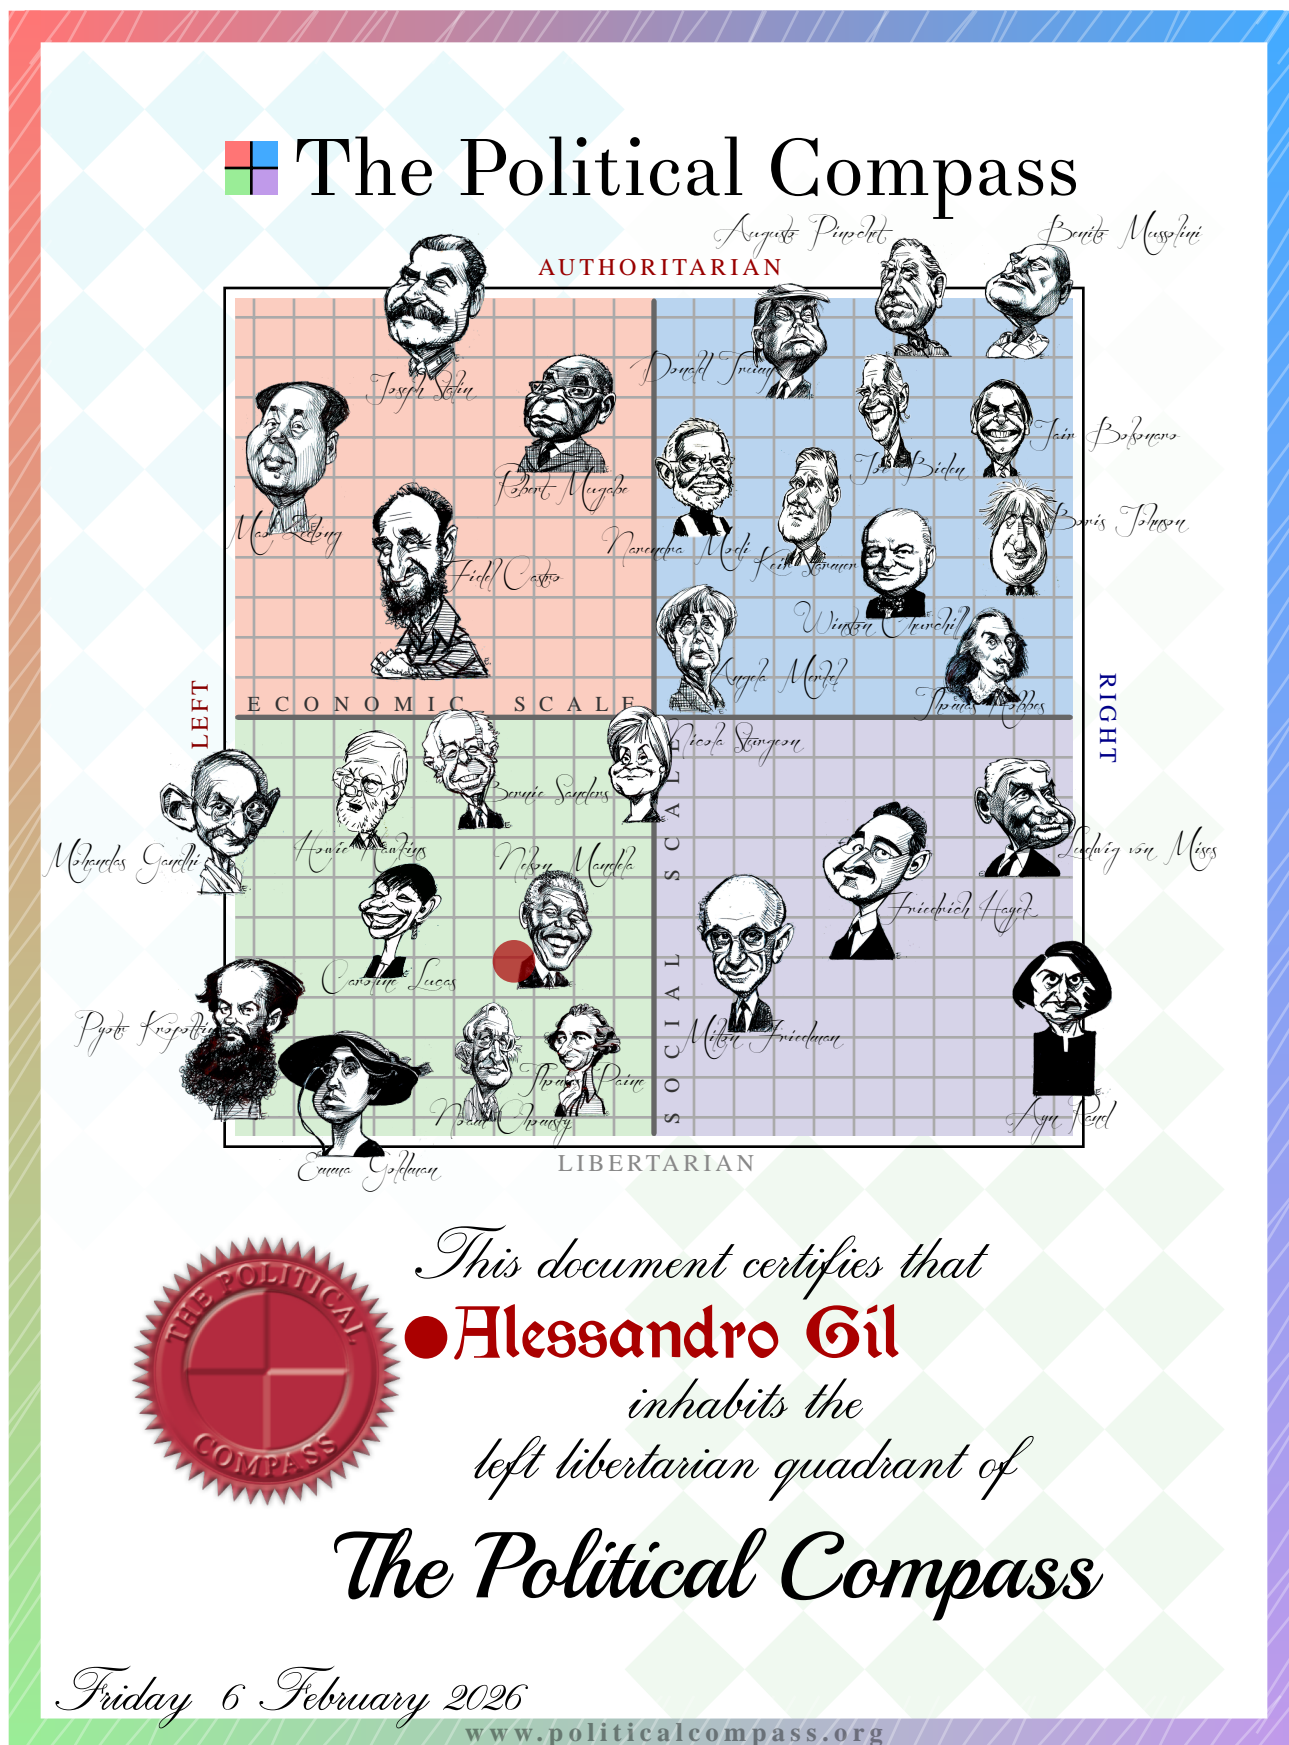 The Political Compass
Augusto Pinochet
Benito Mussolini
AUTHORITARIAN
Donald Trump
Joseph Stalin
Jair Bolsonaro
Joe Biden
Robert Mugabe
Boris Johnson
Mao Zedong
Narendra Modi
Keir Starmer
Fidel Castro
Winston Churchill
Angela Merkel
ECONOMIC SCALE
Thomas Hobbes
LEFT
RIGHT
Nicola Sturgeon
Bernie Sanders
Howie Hawkins
Mohandas Gandhi
Nelson Mandela
Ludwig von Mises
Friedrich Hayek
Caroline Lucas
SOCIAL SCALE
Pyotr Kropotkin
Milton Friedman
Thomas Paine
Noam Chomsky
Ayn Rand
LIBERTARIAN
Emma Goldman
This document certifies that
Alessandro Gil
inhabits the
left libertarian quadrant of
The Political Compass
THE POLITICAL
COMPASS
Friday 6 February 2026
www.politicalcompass.org